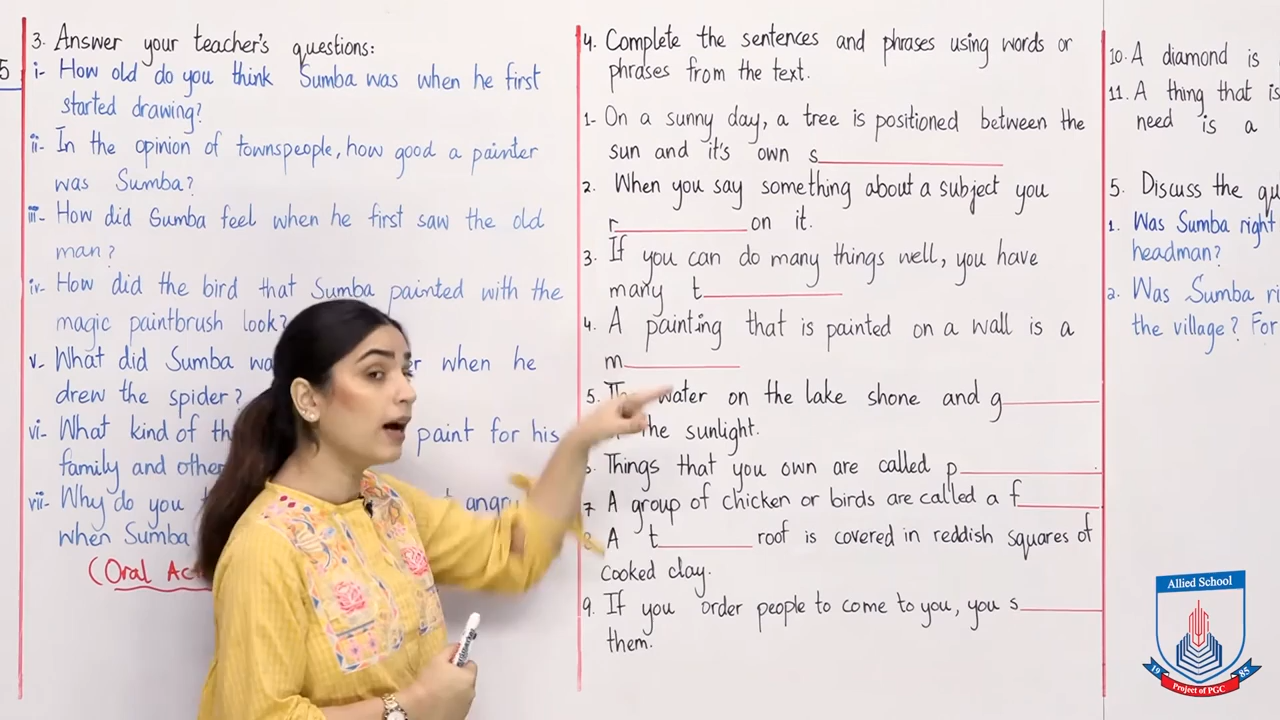 5
3. Answer your teacher's questions:
i- How old do you think Sumba was when he first
started drawing?
ii- In the opinion of townspeople, how good a painter
was Sumba?
iii- How did Sumba feel when he first saw the old
man?
iv- How did the bird that Sumba painted with the
magic paintbrush look?
v- What did Sumba when he
drew the spider?
vi- What kind of paint for his
family and
vii- Why do you angry
when Sumba
(Oral
4. Complete the sentences and phrases using words or
phrases from the text.
1- On a sunny day, a tree is positioned between the
sun and it's own s
2. When you say something about a subject you
r on it.
3. If you can do many things well, you have
many t
4. A painting that is painted on a wall is a
m
5. water on the lake shone and g
the sunlight.
Things that you own are called p .
7. A group of chicken or birds are called a f
A t roof is covered in reddish squares of
cooked clay.
9. If you order people to come to you, you s
them.
10. A diamond is
11. A thing that is
need is a
5. Discuss the
1. Was Sumba right
headman?
2. Was Sumba
the village? For
Allied School
19 85
Project of PGC